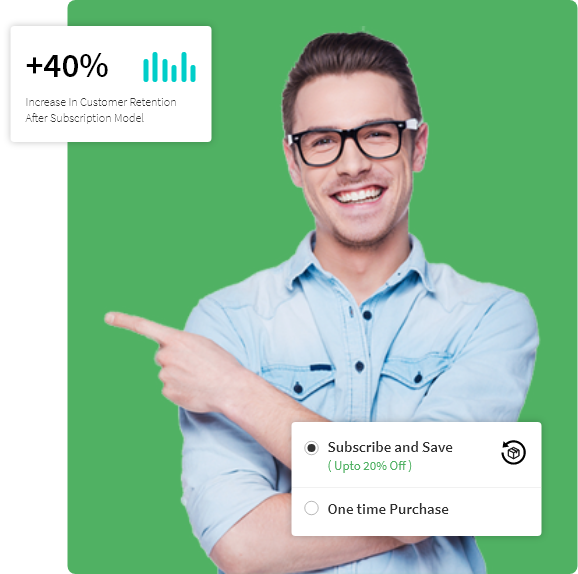 +40%
Increase In Customer Retention
After Subscription Model
Subscribe and Save
( Upto 20% Off )
One time Purchase